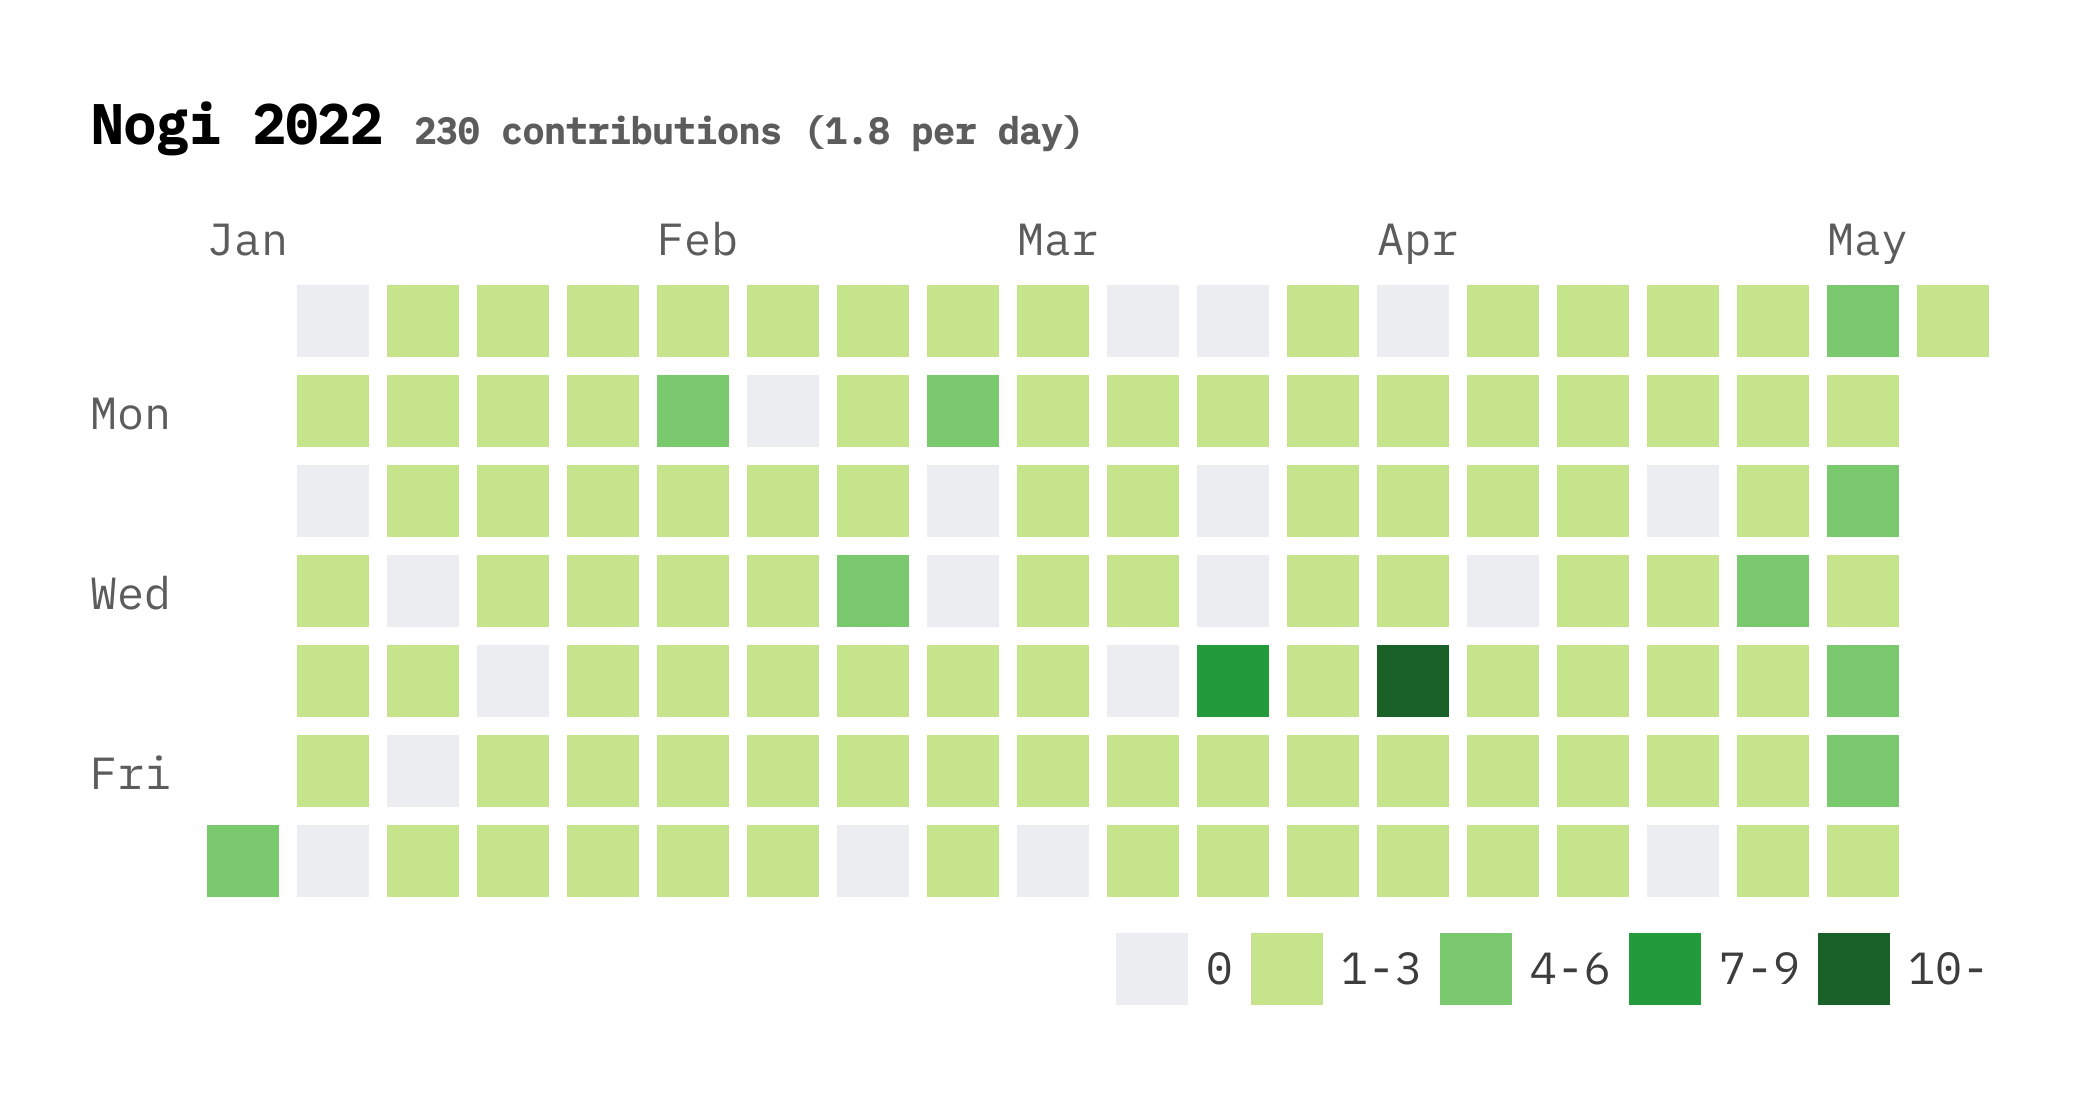 Nogi 2022 230 contributions (1.8 per day)
Jan Feb Mar Apr May
Mon
Wed
Fri
0 1-3 4-6 7-9 10-